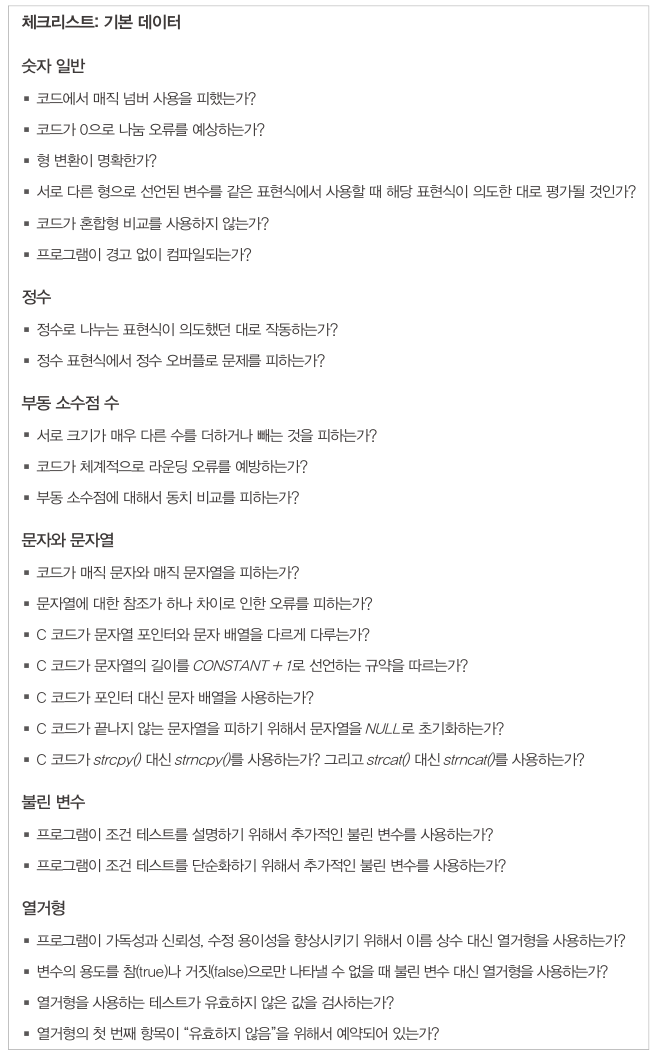 체크리스트: 기본 데이터
숫자 일반
▪ 코드에서 매직 넘버 사용을 피했는가?
▪ 코드가 0으로 나눔 오류를 예상하는가?
▪ 형 변환이 명확한가?
▪ 서로 다른 형으로 선언된 변수를 같은 표현식에서 사용할 때 해당 표현식이 의도한 대로 평가될 것인가?
▪ 코드가 혼합형 비교를 사용하지 않는가?
▪ 프로그램이 경고 없이 컴파일되는가?
정수
▪ 정수로 나누는 표현식이 의도했던 대로 작동하는가?
▪ 정수 표현식에서 정수 오버플로 문제를 피하는가?
부동 소수점 수
▪ 서로 크기가 매우 다른 수를 더하거나 빼는 것을 피하는가?
▪ 코드가 체계적으로 라운딩 오류를 예방하는가?
▪ 부동 소수점에 대해서 동치 비교를 피하는가?
문자와 문자열
▪ 코드가 매직 문자와 매직 문자열을 피하는가?
▪ 문자열에 대한 참조가 하나 차이로 인한 오류를 피하는가?
▪ C 코드가 문자열 포인터와 문자 배열을 다르게 다루는가?
▪ C 코드가 문자열의 길이를 CONSTANT + 1로 선언하는 규약을 따르는가?
▪ C 코드가 포인터 대신 문자 배열을 사용하는가?
▪ C 코드가 끝나지 않는 문자열을 피하기 위해서 문자열을 NULL로 초기화하는가?
▪ C 코드가 strcpy() 대신 strncpy()를 사용하는가? 그리고 strcat() 대신 strncat()를 사용하는가?
불린 변수
▪ 프로그램이 조건 테스트를 설명하기 위해서 추가적인 불린 변수를 사용하는가?
▪ 프로그램이 조건 테스트를 단순화하기 위해서 추가적인 불린 변수를 사용하는가?
열거형
▪ 프로그램이 가독성과 신뢰성, 수정 용이성을 향상시키기 위해서 이름 상수 대신 열거형을 사용하는가?
▪ 변수의 용도를 참(true)나 거짓(false)으로만 나타낼 수 없을 때 불린 변수 대신 열거형을 사용하는가?
▪ 열거형을 사용하는 테스트가 유효하지 않은 값을 검사하는가?
▪ 열거형의 첫 번째 항목이 “유효하지 않음”을 위해서 예약되어 있는가?